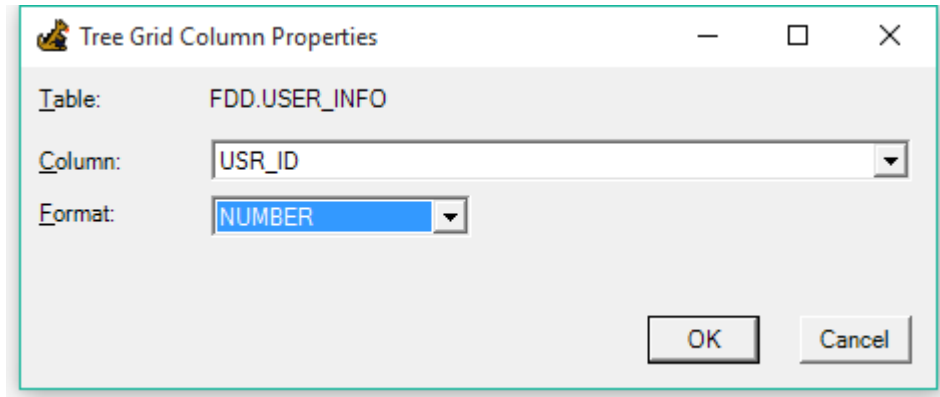 Tree Grid Column Properties
Table: FDD.USER_INFO
Column: USR_ID
Format: NUMBER
OK Cancel